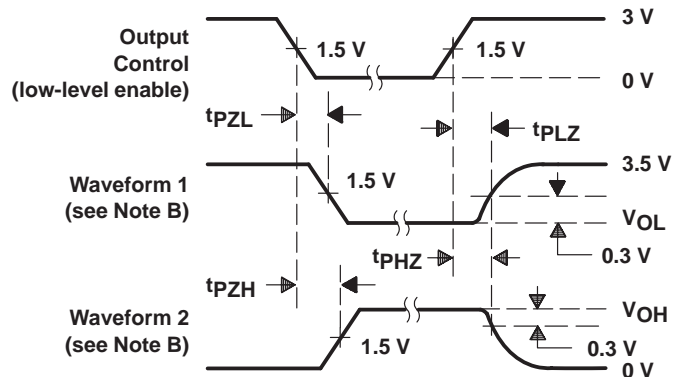 Output
Control
(low-level enable)
3 V
1.5 V
1.5 V
0 V
tPZL
tPLZ
Waveform 1
(see Note B)
3.5 V
1.5 V
VOL
0.3 V
tPHZ
tPZH
Waveform 2
(see Note B)
VOH
1.5 V
0.3 V
0 V